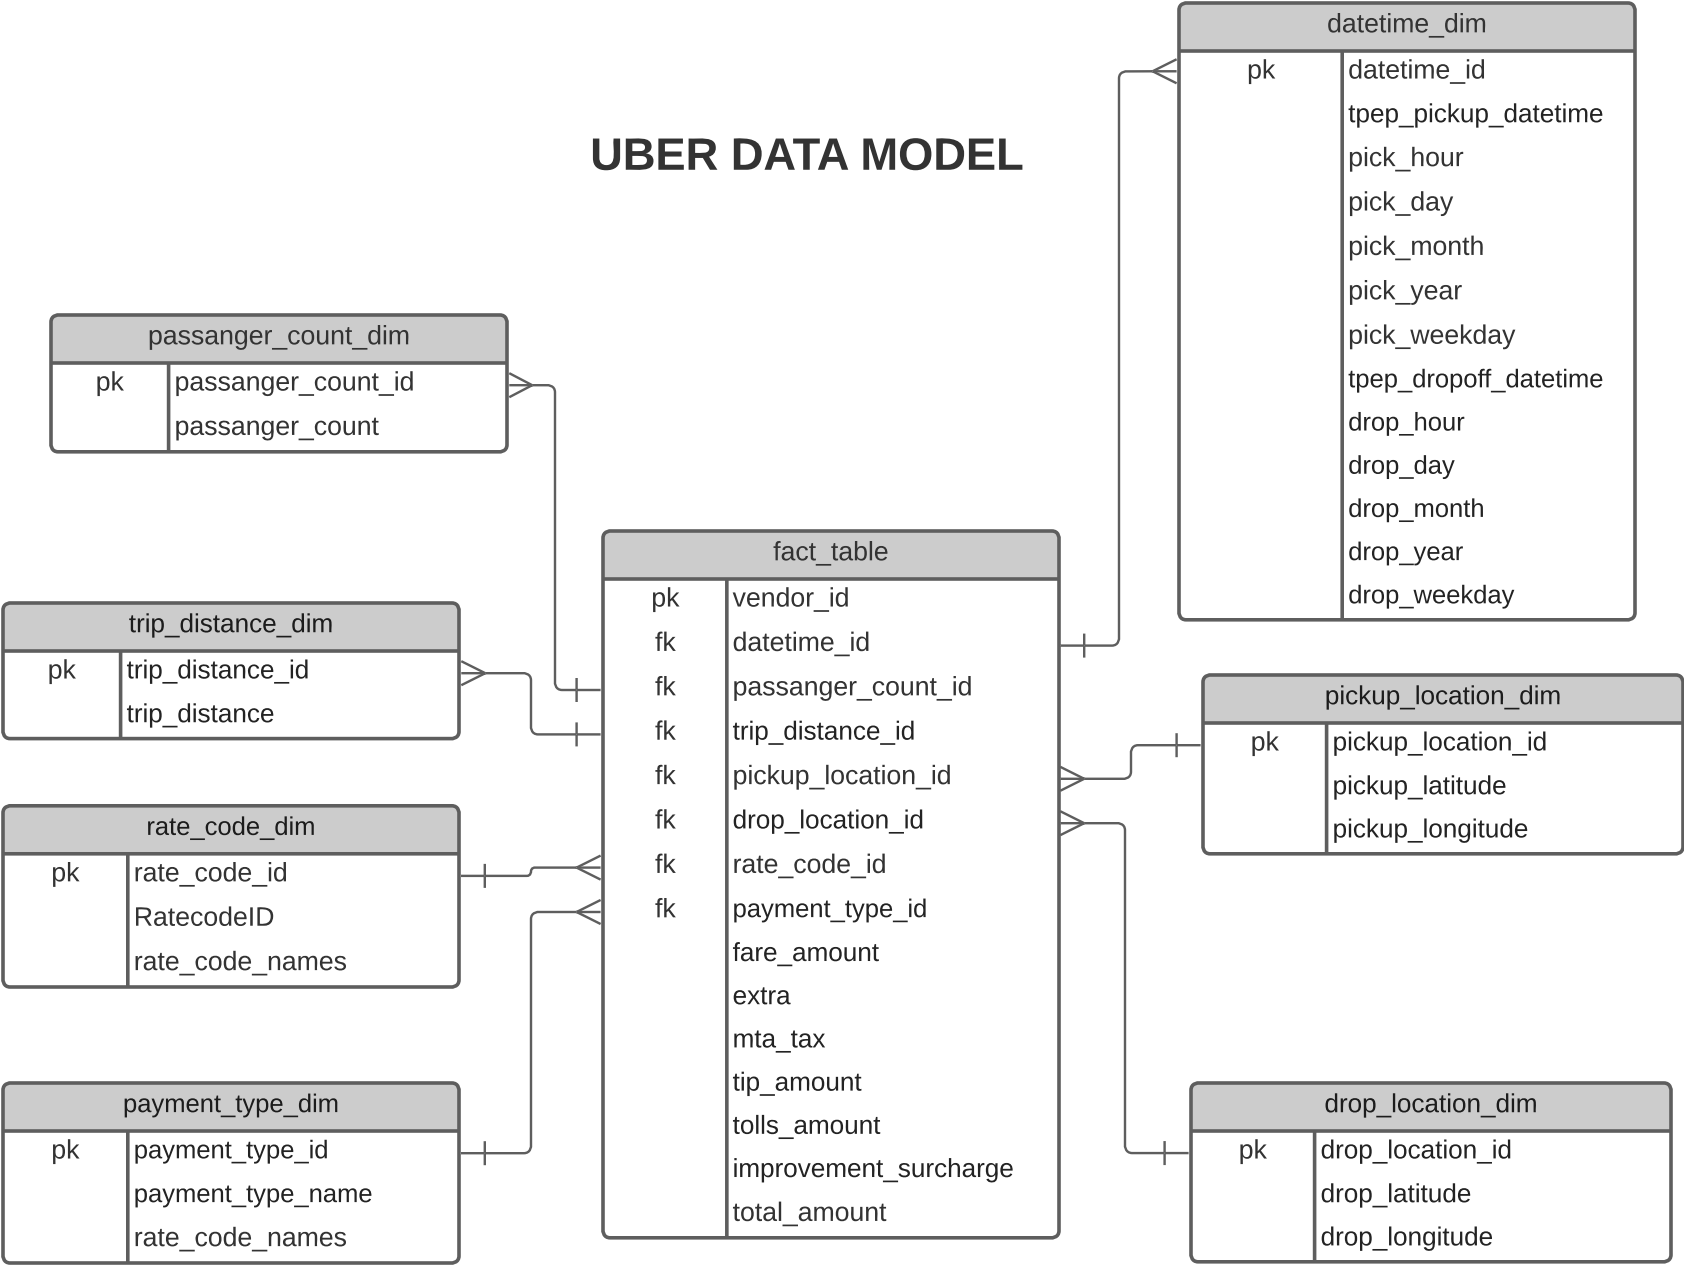 UBER DATA MODEL
datetime_dim
pk datetime_id
tpep_pickup_datetime
pick_hour
pick_day
pick_month
pick_year
pick_weekday
tpep_dropoff_datetime
drop_hour
drop_day
drop_month
drop_year
drop_weekday
passanger_count_dim
pk passanger_count_id
passanger_count
trip_distance_dim
pk trip_distance_id
trip_distance
rate_code_dim
pk rate_code_id
RatecodeID
rate_code_names
payment_type_dim
pk payment_type_id
payment_type_name
rate_code_names
fact_table
pk vendor_id
fk datetime_id
fk passanger_count_id
fk trip_distance_id
fk pickup_location_id
fk drop_location_id
fk rate_code_id
fk payment_type_id
fare_amount
extra
mta_tax
tip_amount
tolls_amount
improvement_surcharge
total_amount
pickup_location_dim
pk pickup_location_id
pickup_latitude
pickup_longitude
drop_location_dim
pk drop_location_id
drop_latitude
drop_longitude